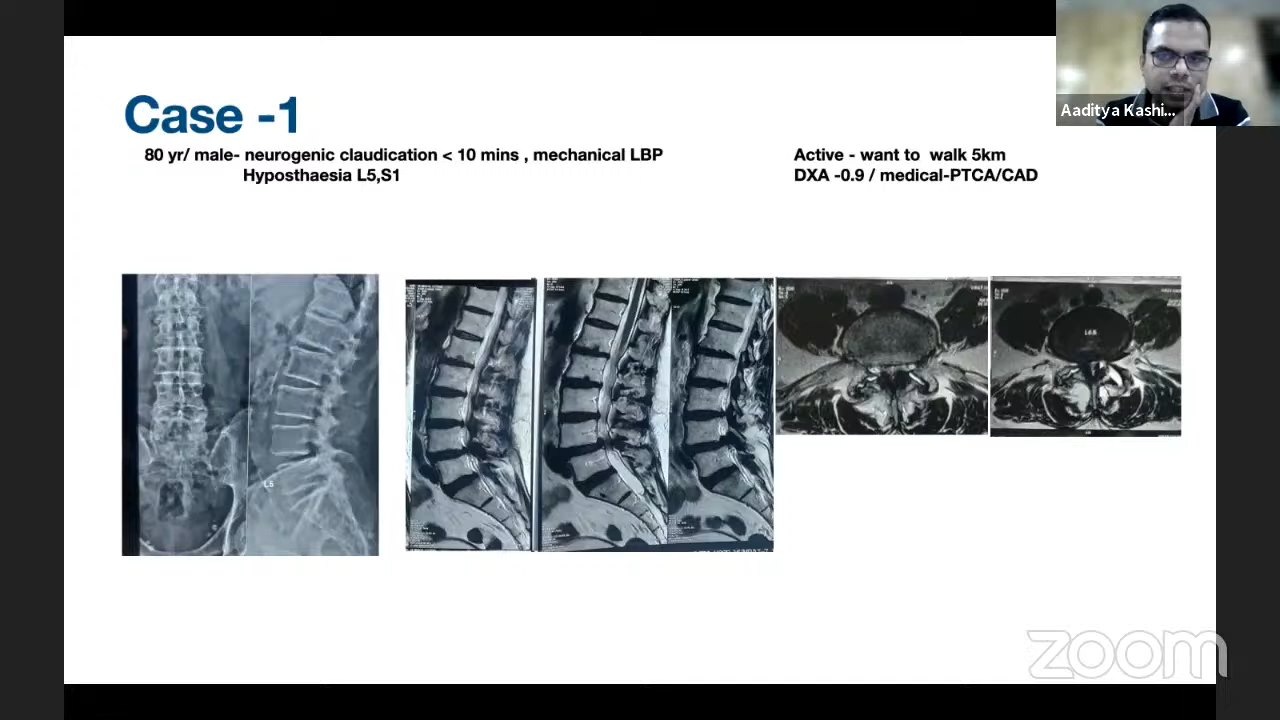 Case -1
80 yr/ male- neurogenic claudication < 10 mins , mechanical LBP
Hyposthaesia L5,S1
Active - want to walk 5km
DXA -0.9 / medical-PTCA/CAD
Aaditya Kashi...
L5
zoom